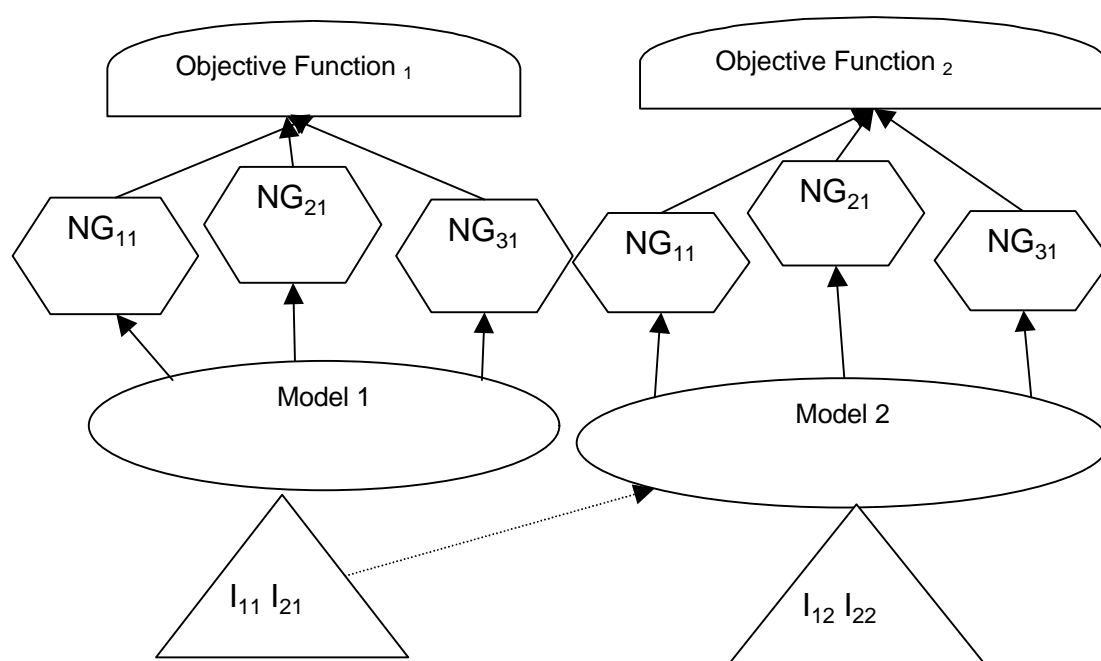 Objective Function ₁
Objective Function ₂
NG₁₁
NG₂₁
NG₃₁
NG₁₁
NG₂₁
NG₃₁
Model 1
Model 2
I₁₁ I₂₁
I₁₂ I₂₂